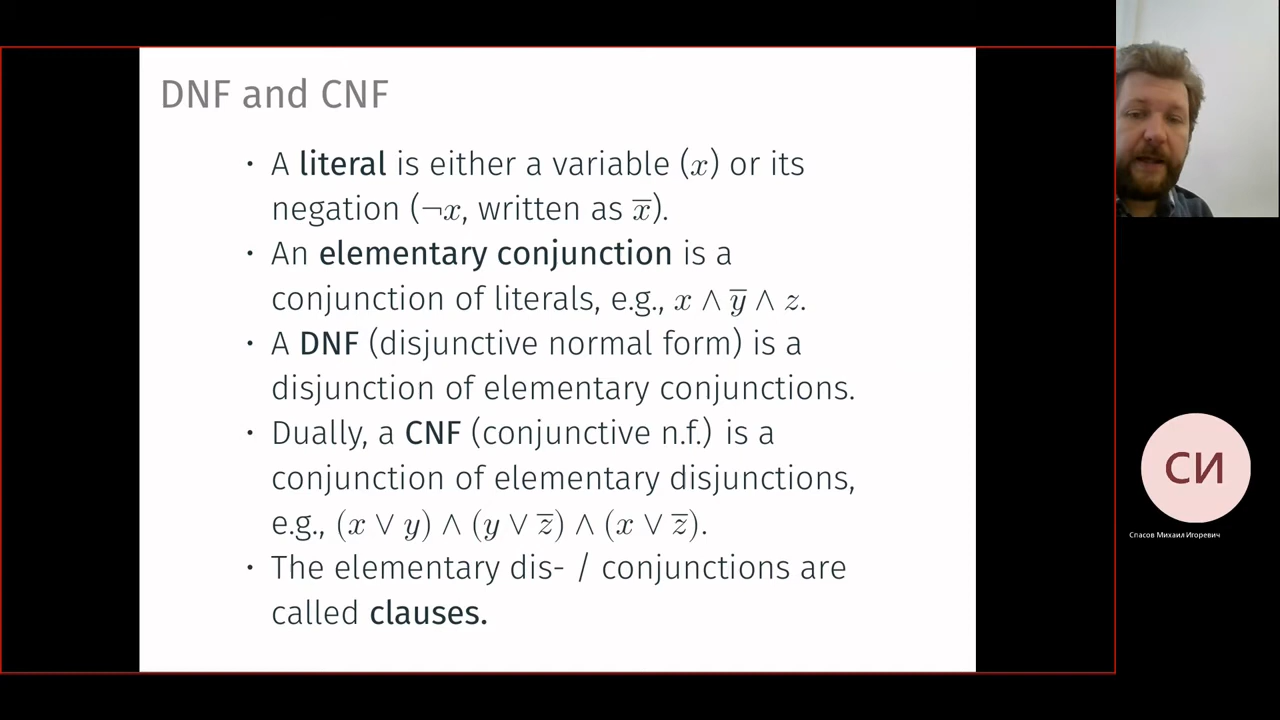 DNF and CNF
• A literal is either a variable (x) or its
negation (¬x, written as x̅).
• An elementary conjunction is a
conjunction of literals, e.g., x ∧ y̅ ∧ z.
• A DNF (disjunctive normal form) is a
disjunction of elementary conjunctions.
• Dually, a CNF (conjunctive n.f.) is a
conjunction of elementary disjunctions,
e.g., (x ∨ y) ∧ (y ∨ z̅) ∧ (x ∨ z̅).
• The elementary dis- / conjunctions are
called clauses.
СИ
Спасов Михаил Игоревич